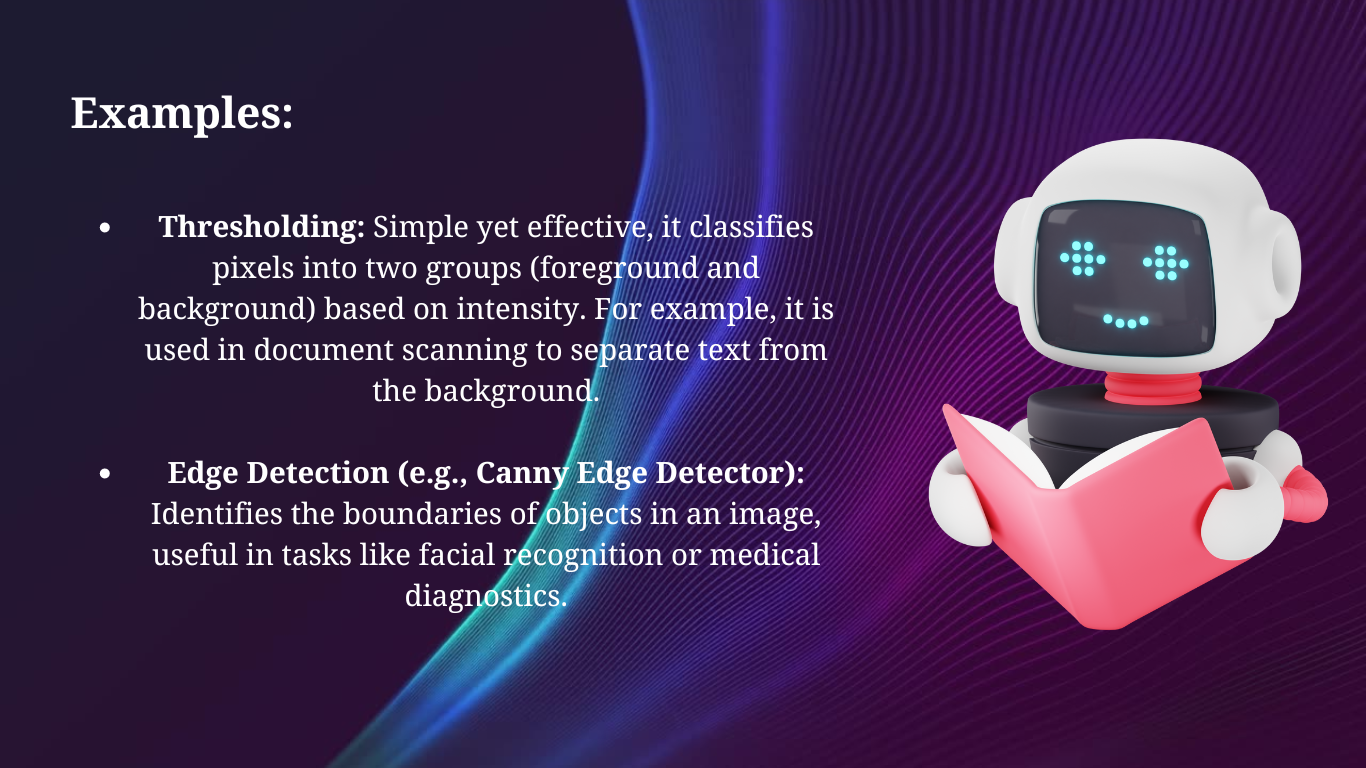 Examples:
• Thresholding: Simple yet effective, it classifies
pixels into two groups (foreground and
background) based on intensity. For example, it is
used in document scanning to separate text from
the background.
• Edge Detection (e.g., Canny Edge Detector):
Identifies the boundaries of objects in an image,
useful in tasks like facial recognition or medical
diagnostics.